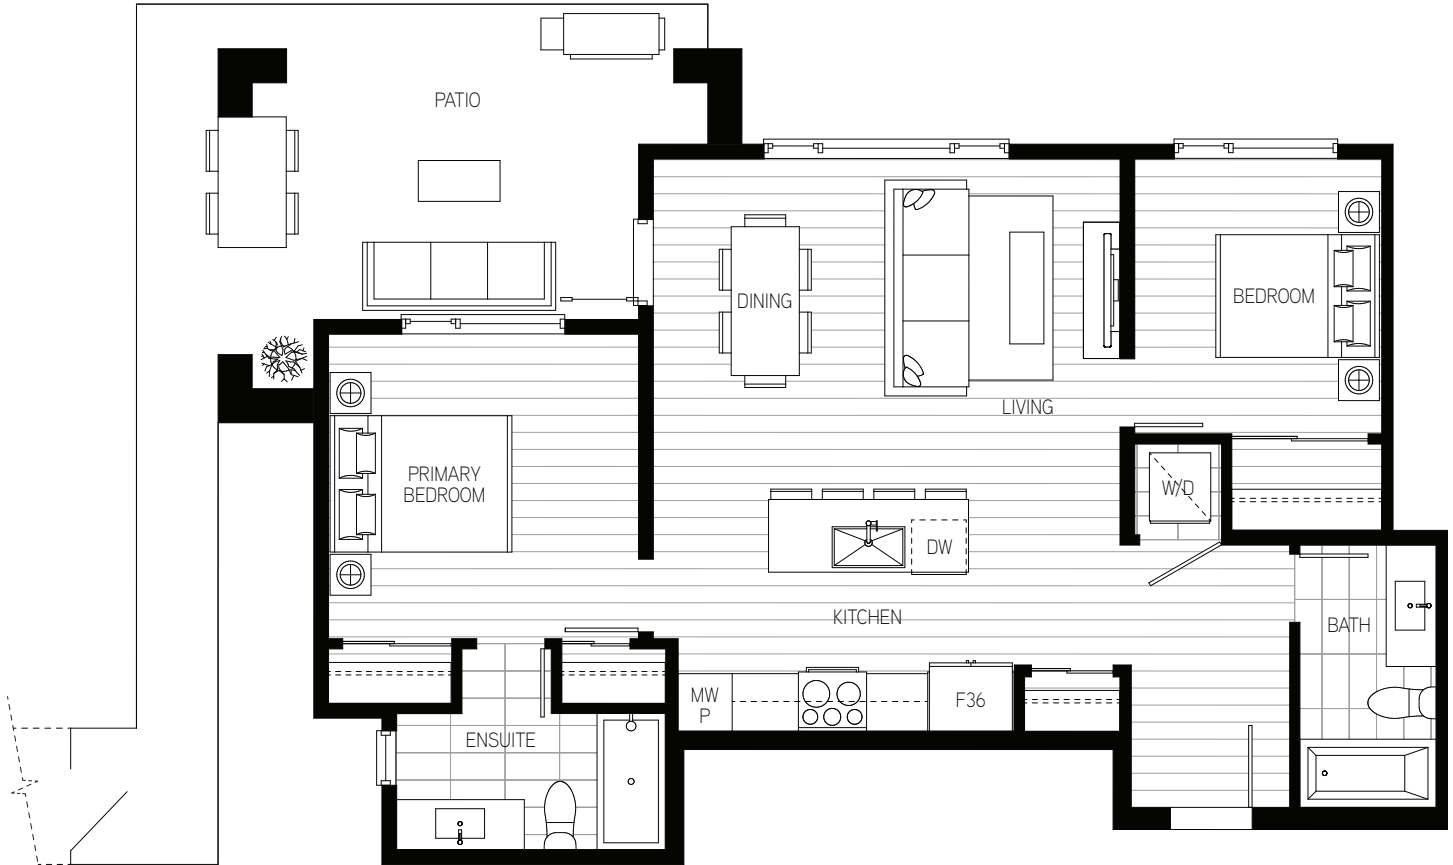 PATIO
DINING
BEDROOM
LIVING
PRIMARY
BEDROOM
W/D
DW
KITCHEN
BATH
MW
P
F36
ENSUITE